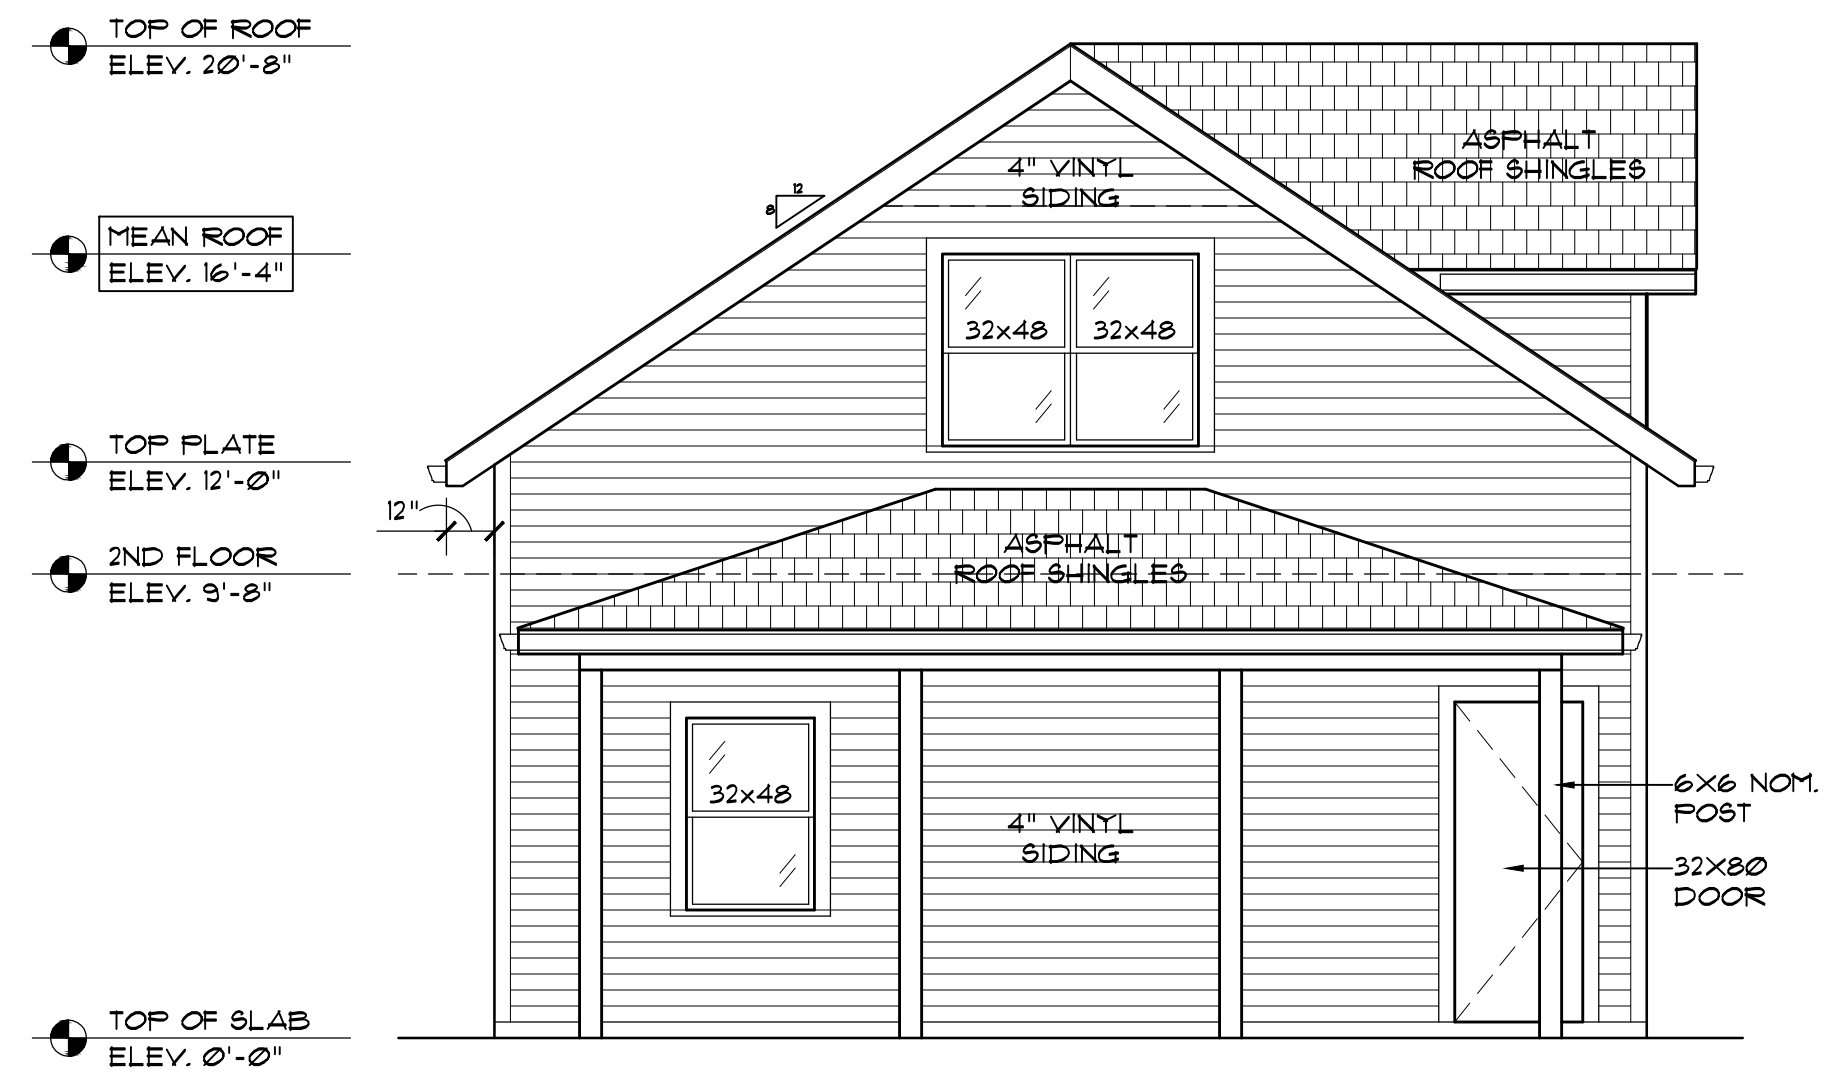 TOP OF ROOF
ELEV. 20'-8"
MEAN ROOF
ELEV. 16'-4"
TOP PLATE
ELEV. 12'-0"
12"
2ND FLOOR
ELEV. 9'-8"
TOP OF SLAB
ELEV. 0'-0"
12
8
4" VINYL
SIDING
ASPHALT
ROOF SHINGLES
32x48
32x48
ASPHALT
ROOF SHINGLES
32x48
4" VINYL
SIDING
6X6 NOM.
POST
32X80
DOOR